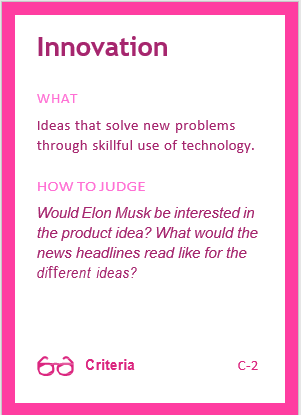 Innovation
WHAT
Ideas that solve new problems
through skillful use of technology.
HOW TO JUDGE
Would Elon Musk be interested in
the product idea? What would the
news headlines read like for the
different ideas?
Criteria
C-2